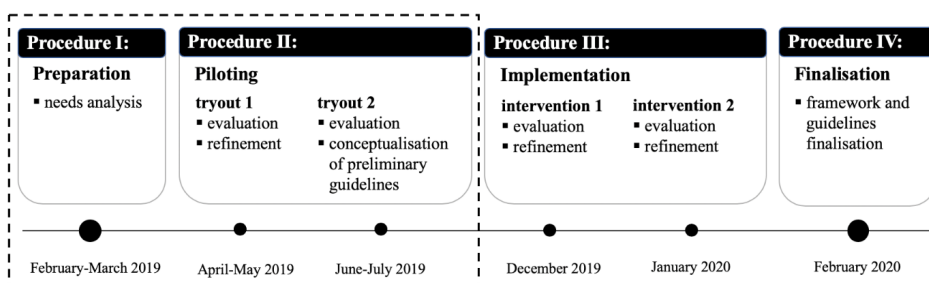 Procedure I:
Preparation
▪ needs analysis
Procedure II:
Piloting
tryout 1
▪ evaluation
▪ refinement
tryout 2
▪ evaluation
▪ conceptualisation
of preliminary
guidelines
Procedure III:
Implementation
intervention 1
▪ evaluation
▪ refinement
intervention 2
▪ evaluation
▪ refinement
Procedure IV:
Finalisation
▪ framework and
guidelines
finalisation
February-March 2019
April-May 2019
June-July 2019
December 2019
January 2020
February 2020